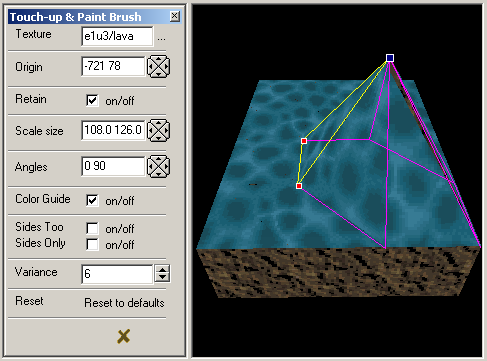 Touch-up & Paint Brush
Texture e1u3/lava ...
Origin -721 78
Retain on/off
Scale size 108.0 126.0
Angles 0 90
Color Guide on/off
Sides Too on/off
Sides Only on/off
Variance 6
Reset Reset to defaults